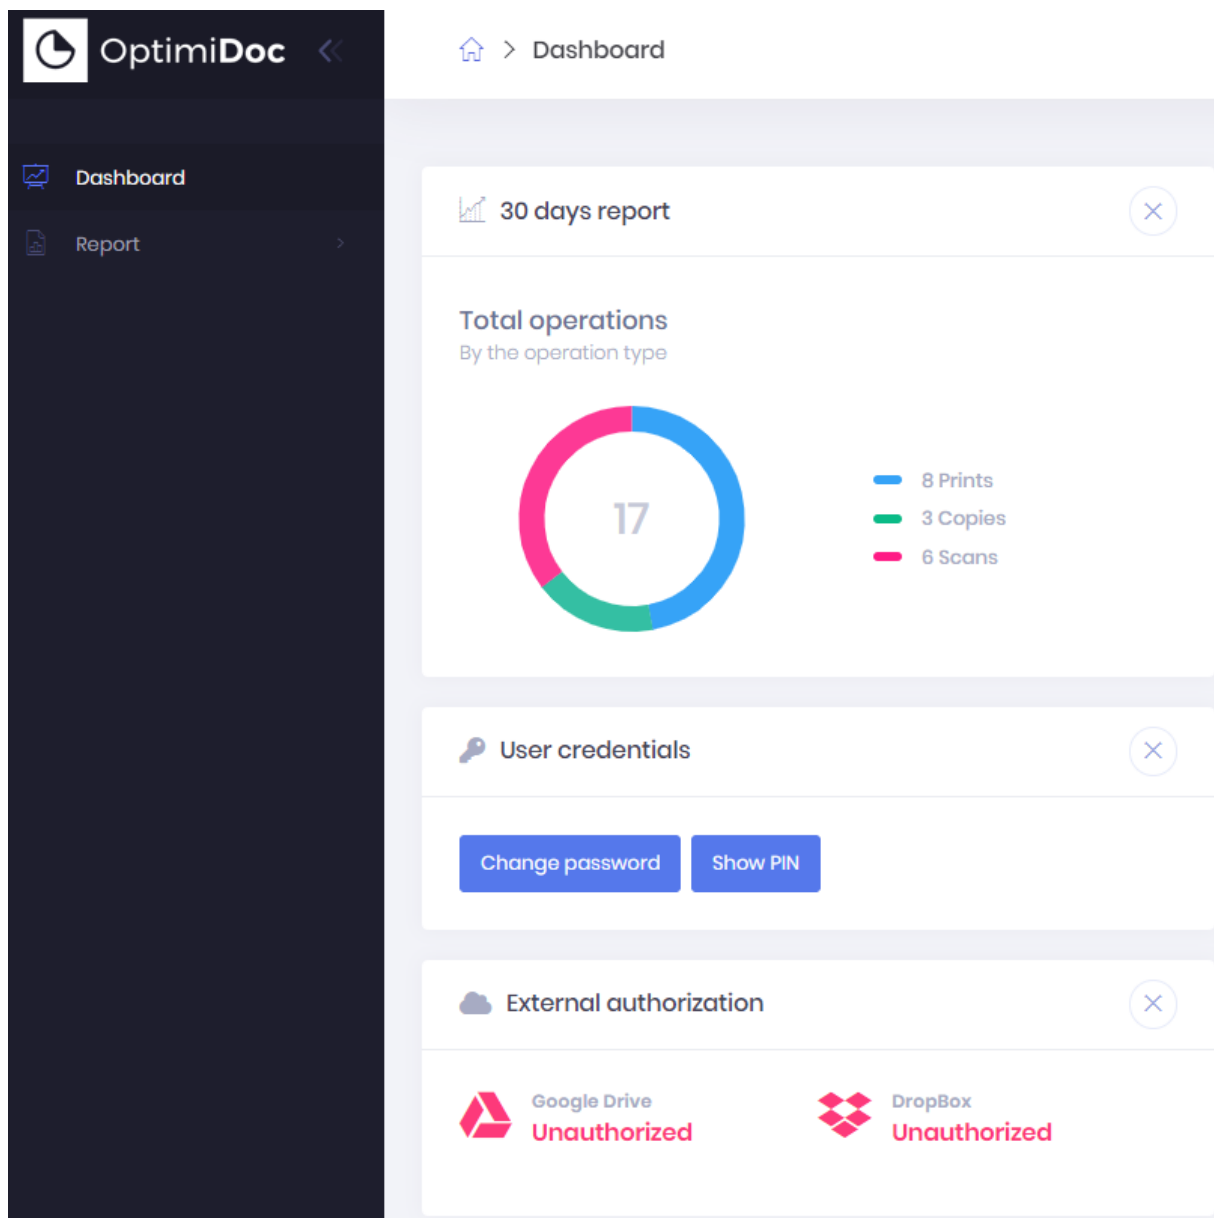 OptimiDoc
Dashboard
Dashboard
Report
30 days report
Total operations
By the operation type
17
8 Prints
3 Copies
6 Scans
User credentials
Change password
Show PIN
External authorization
Google Drive
Unauthorized
DropBox
Unauthorized